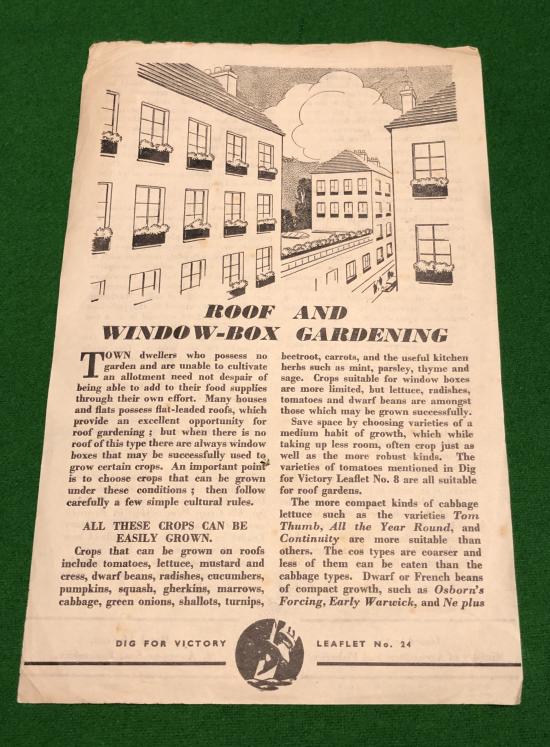 ROOF AND
WINDOW-BOX GARDENING
TOWN dwellers who possess no
garden and are unable to cultivate
an allotment need not despair of
being able to add to their food supplies
through their own effort. Many houses
and flats possess flat-leaded roofs, which
provide an excellent opportunity for
roof gardening ; but when there is no
roof of this type there are always window
boxes that may be successfully used to
grow certain crops. An important point
is to choose crops that can be grown
under these conditions ; then follow
carefully a few simple cultural rules.
ALL THESE CROPS CAN BE
EASILY GROWN.
Crops that can be grown on roofs
include tomatoes, lettuce, mustard and
cress, dwarf beans, radishes, cucumbers,
pumpkins, squash, gherkins, marrows,
cabbage, green onions, shallots, turnips,
beetroot, carrots, and the useful kitchen
herbs such as mint, parsley, thyme and
sage. Crops suitable for window boxes
are more limited, but lettuce, radishes,
tomatoes and dwarf beans are amongst
those which may be grown successfully.
Save space by choosing varieties of a
medium habit of growth, which while
taking up less room, often crop just as
well as the more robust kinds. The
varieties of tomatoes mentioned in Dig
for Victory Leaflet No. 8 are all suitable
for roof gardens.
The more compact kinds of cabbage
lettuce such as the varieties Tom
Thumb, All the Year Round, and
Continuity are more suitable than
others. The cos types are coarser and
less of them can be eaten than the
cabbage types. Dwarf or French beans
of compact growth, such as Osborn's
Forcing, Early Warwick, and Ne plus
DIG FOR VICTORY LEAFLET No. 24